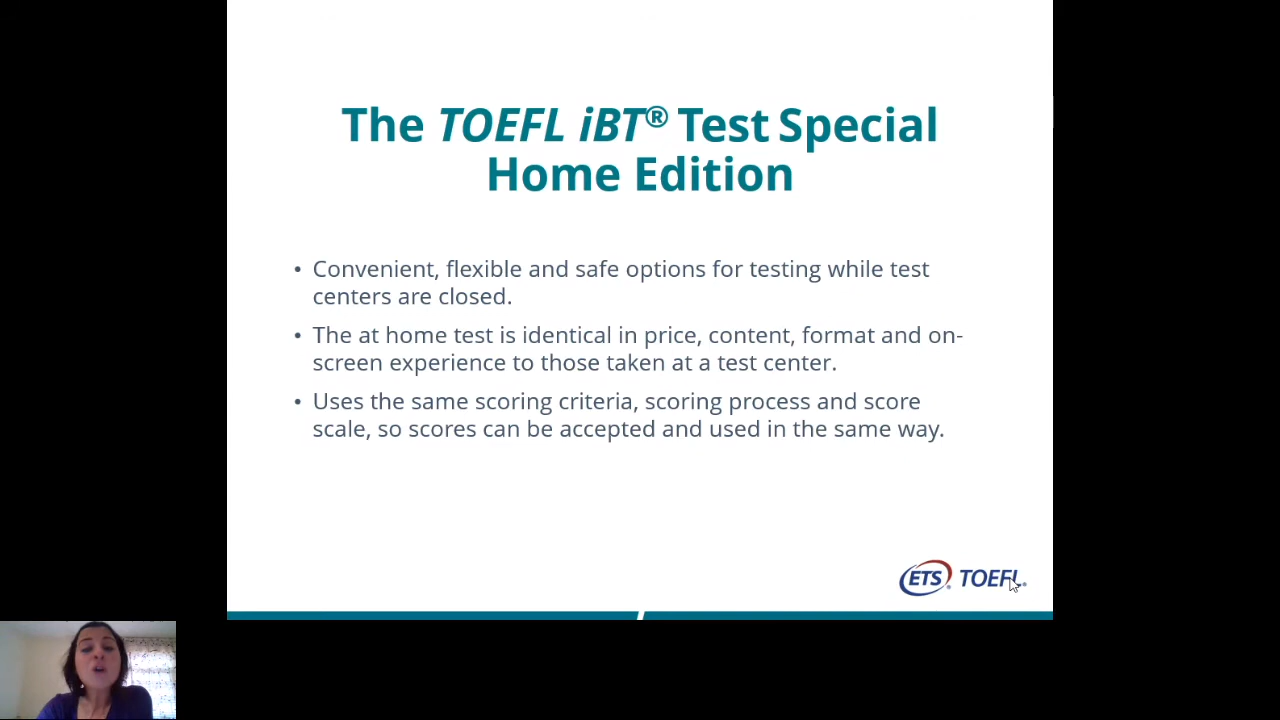 The TOEFL iBT® Test Special
Home Edition
• Convenient, flexible and safe options for testing while test
centers are closed.
• The at home test is identical in price, content, format and on-
screen experience to those taken at a test center.
• Uses the same scoring criteria, scoring process and score
scale, so scores can be accepted and used in the same way.
ETS® TOEFL®